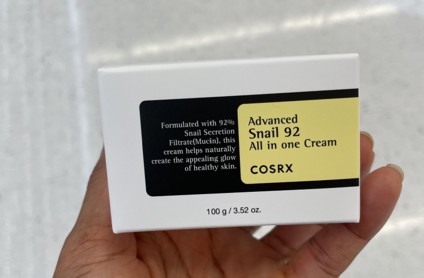 Formulated with 92%
Snail Secretion
Filtrate(Mucin), this
cream helps naturally
create the appealing glow
of healthy skin.
Advanced
Snail 92
All in one Cream
COSRX
100 g / 3.52 oz.